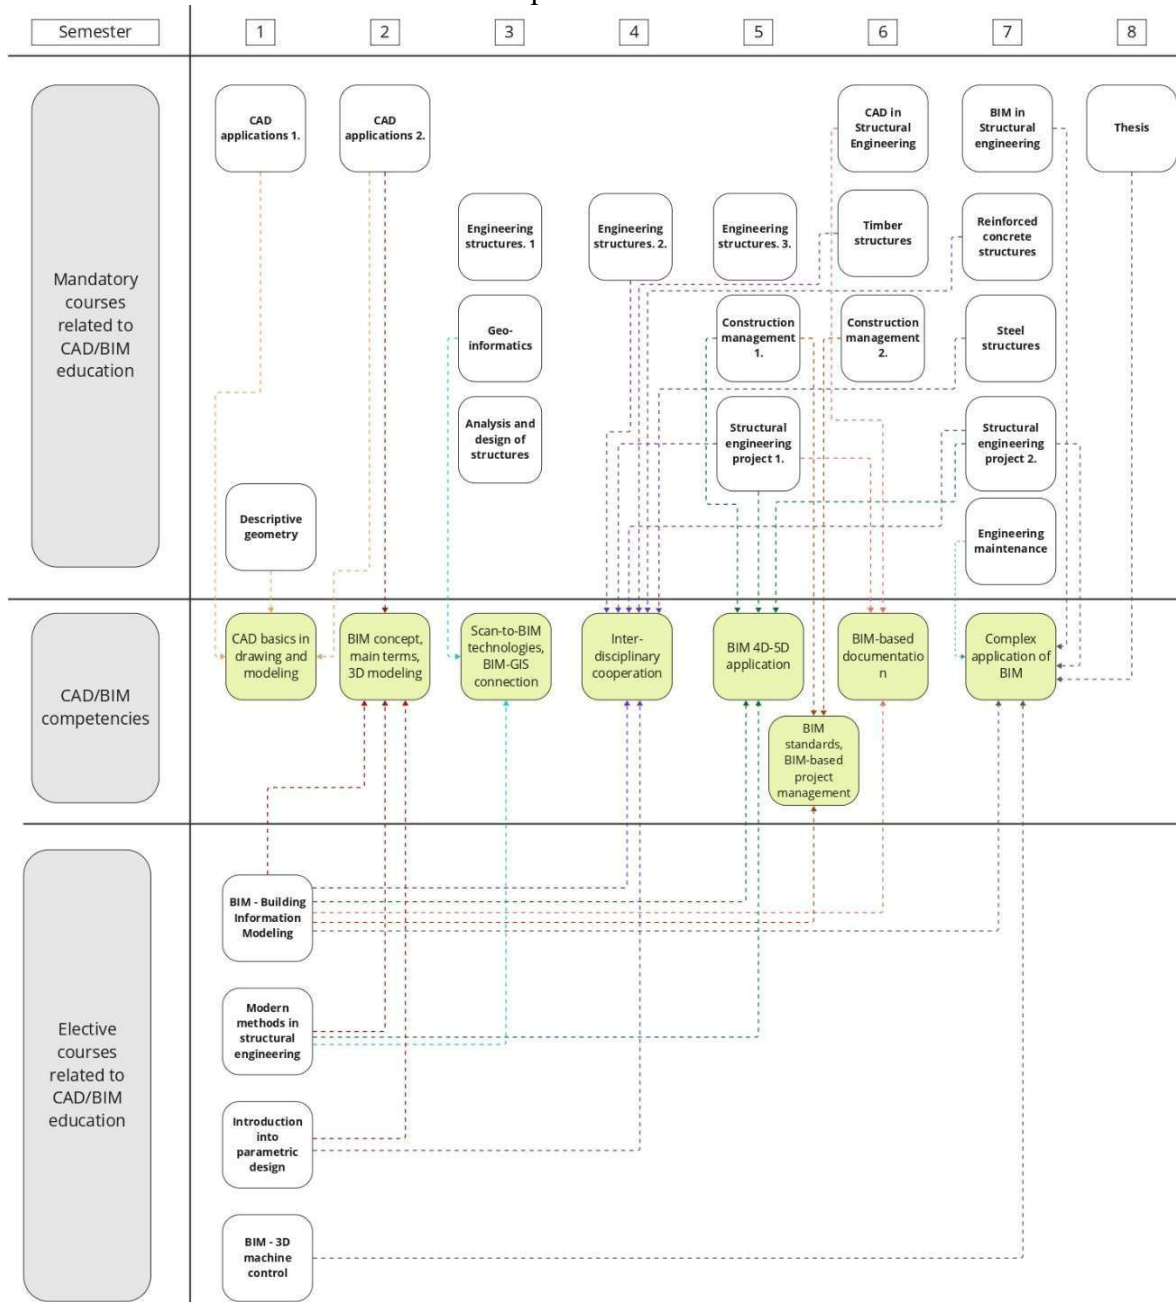 Semester
1
2
3
4
5
6
7
8
Mandatory
courses
related to
CAD/BIM
education
CAD
applications 1.
CAD
applications 2.
CAD in
Structural
Engineering
BIM in
Structural
engineering
Thesis
Engineering
structures. 1
Engineering
structures. 2.
Engineering
structures. 3.
Timber
structures
Reinforced
concrete
structures
Geo-
informatics
Construction
management
1.
Construction
management
2.
Steel
structures
Analysis and
design of
structures
Structural
engineering
project 1.
Structural
engineering
project 2.
Descriptive
geometry
Engineering
maintenance
CAD/BIM
competencies
CAD basics in
drawing and
modeling
BIM concept,
main terms,
3D modeling
Scan-to-BIM
technologies,
BIM-GIS
connection
Inter-
disciplinary
cooperation
BIM 4D-5D
application
BIM-based
documentatio
n
Complex
application of
BIM
BIM
standards,
BIM-based
project
management
Elective
courses
related to
CAD/BIM
education
BIM - Building
Information
Modeling
Modern
methods in
structural
engineering
Introduction
into
parametric
design
BIM - 3D
machine
control